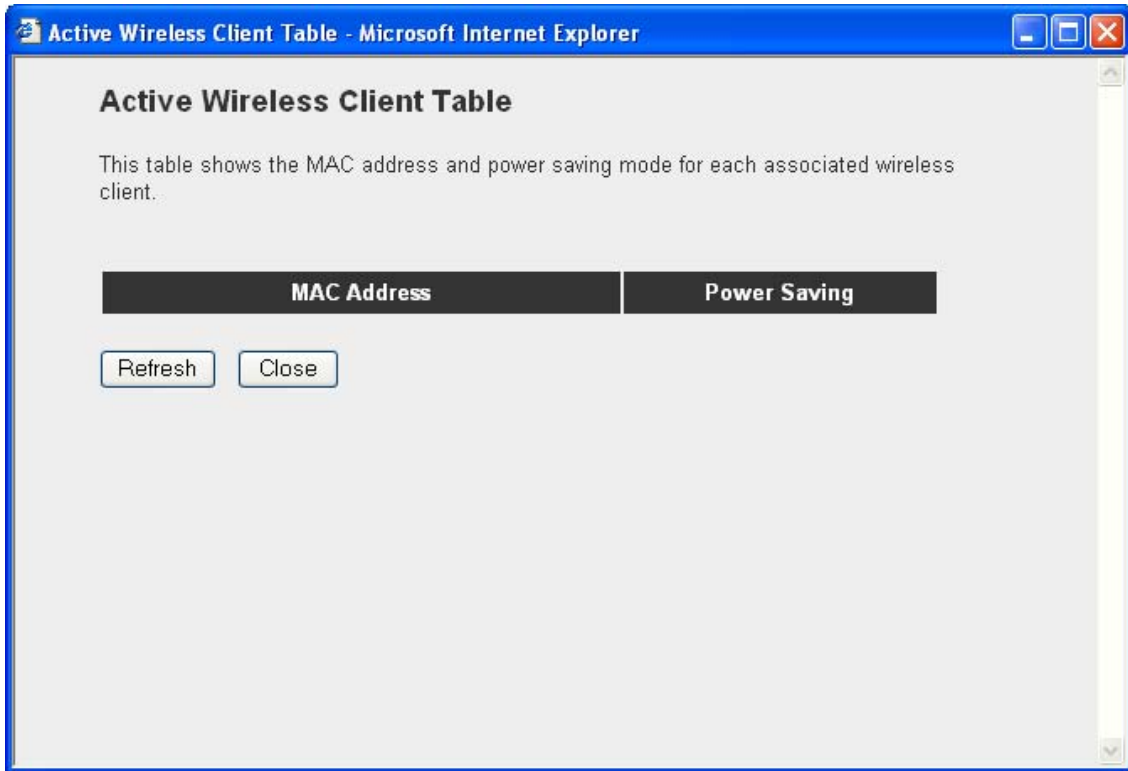 Active Wireless Client Table - Microsoft Internet Explorer
Active Wireless Client Table
This table shows the MAC address and power saving mode for each associated wireless
client.
MAC Address Power Saving
Refresh Close